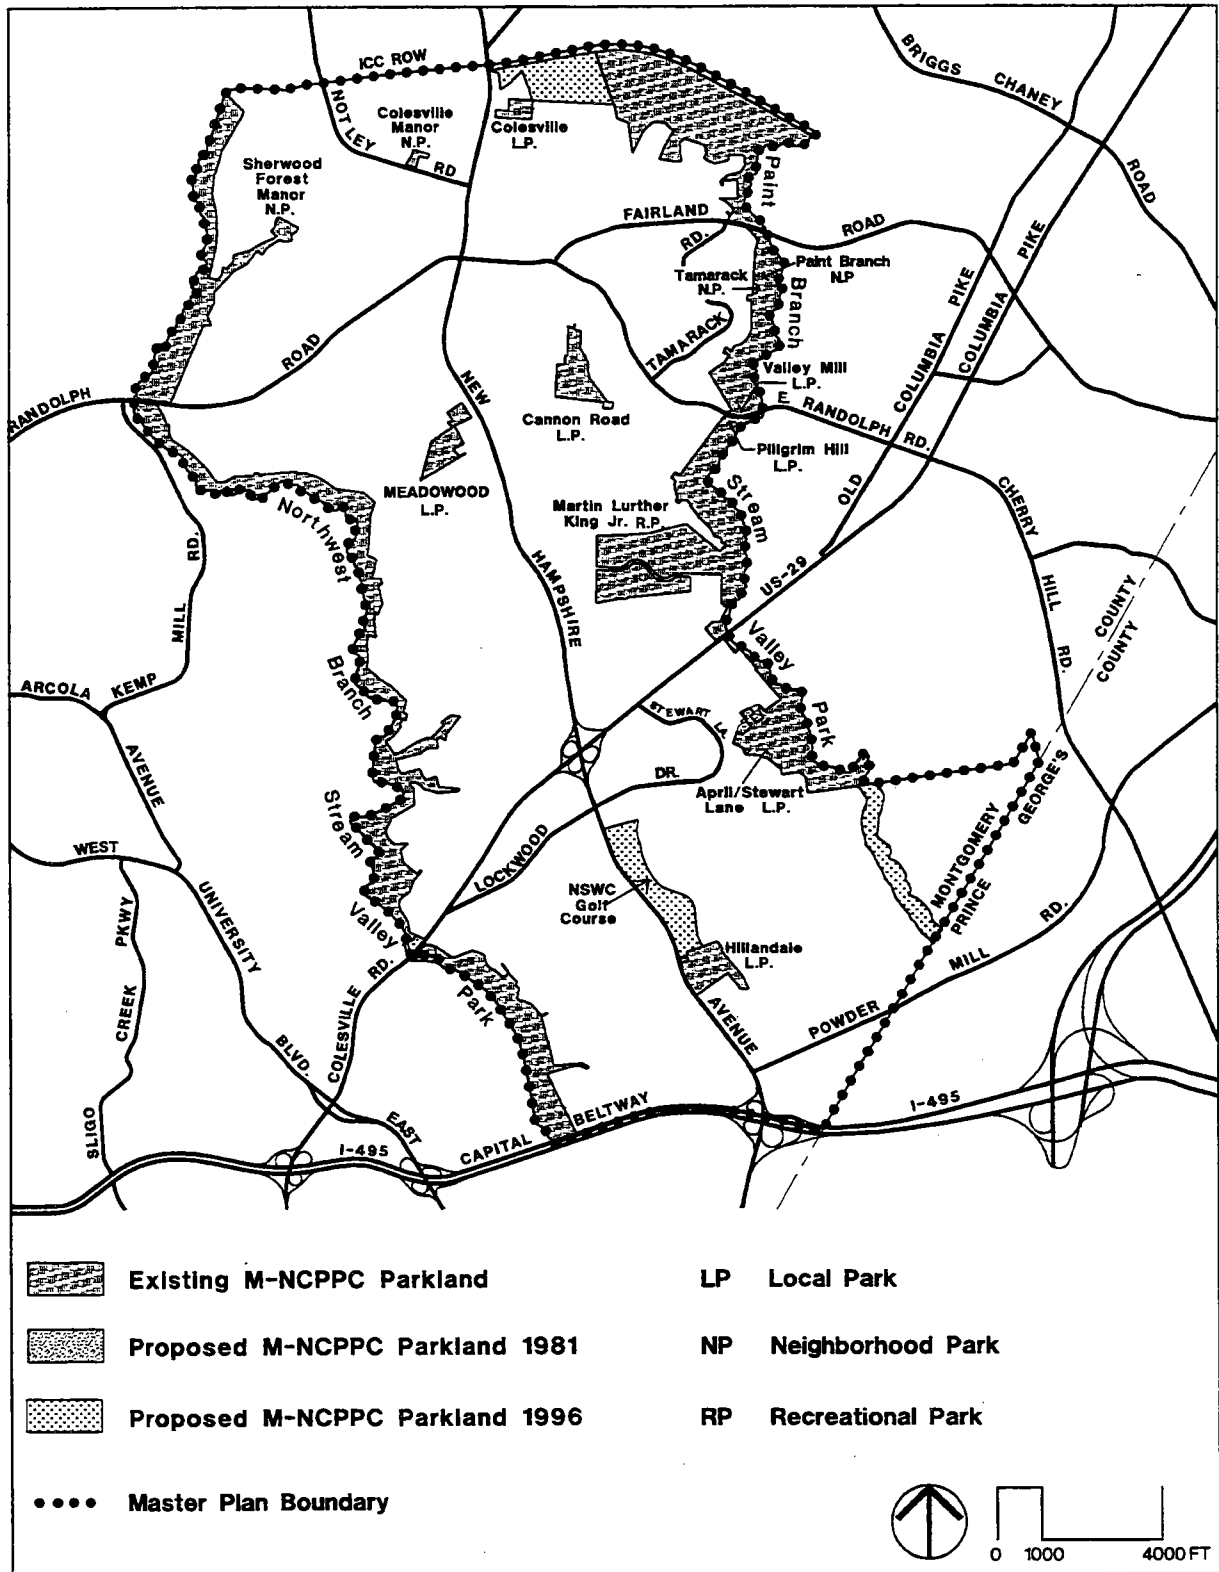 ICC ROW
BRIGGS CHANEY ROAD
NOTLEY RD
Colesville
Manor
N.P.
Colesville
L.P.
Sherwood
Forest
Manor
N.P.
Paint Branch Stream Valley Park
FAIRLAND ROAD
RD.
Tamarack
N.P.
Paint Branch
N.P
TAMARACK
COLUMBIA PIKE
OLD COLUMBIA PIKE
RANDOLPH ROAD
NEW HAMPSHIRE AVENUE
Valley Mill
L.P.
E. RANDOLPH RD.
Cannon Road
L.P.
Pilgrim Hill
L.P.
MEADOWOOD
L.P.
Martin Lurther
King Jr. R.P.
Northwest Branch Stream Valley Park
CHERRY HILL RD.
US-29
COUNTY
COUNTY
KEMP MILL RD.
ARCOLA AVENUE
STEWART LA.
LOCKWOOD DR.
April/Stewart
Lane L.P.
MONTGOMERY
PRINCE GEORGE'S
WEST
UNIVERSITY BLVD. EAST
NSWC
Golf
Course
Hillandale
L.P.
SLIGO CREEK PKWY
COLESVILLE RD.
POWDER MILL RD.
CAPITAL BELTWAY
I-495
I-495
Existing M-NCPPC Parkland
LP Local Park
Proposed M-NCPPC Parkland 1981
NP Neighborhood Park
Proposed M-NCPPC Parkland 1996
RP Recreational Park
Master Plan Boundary
0 1000 4000 FT